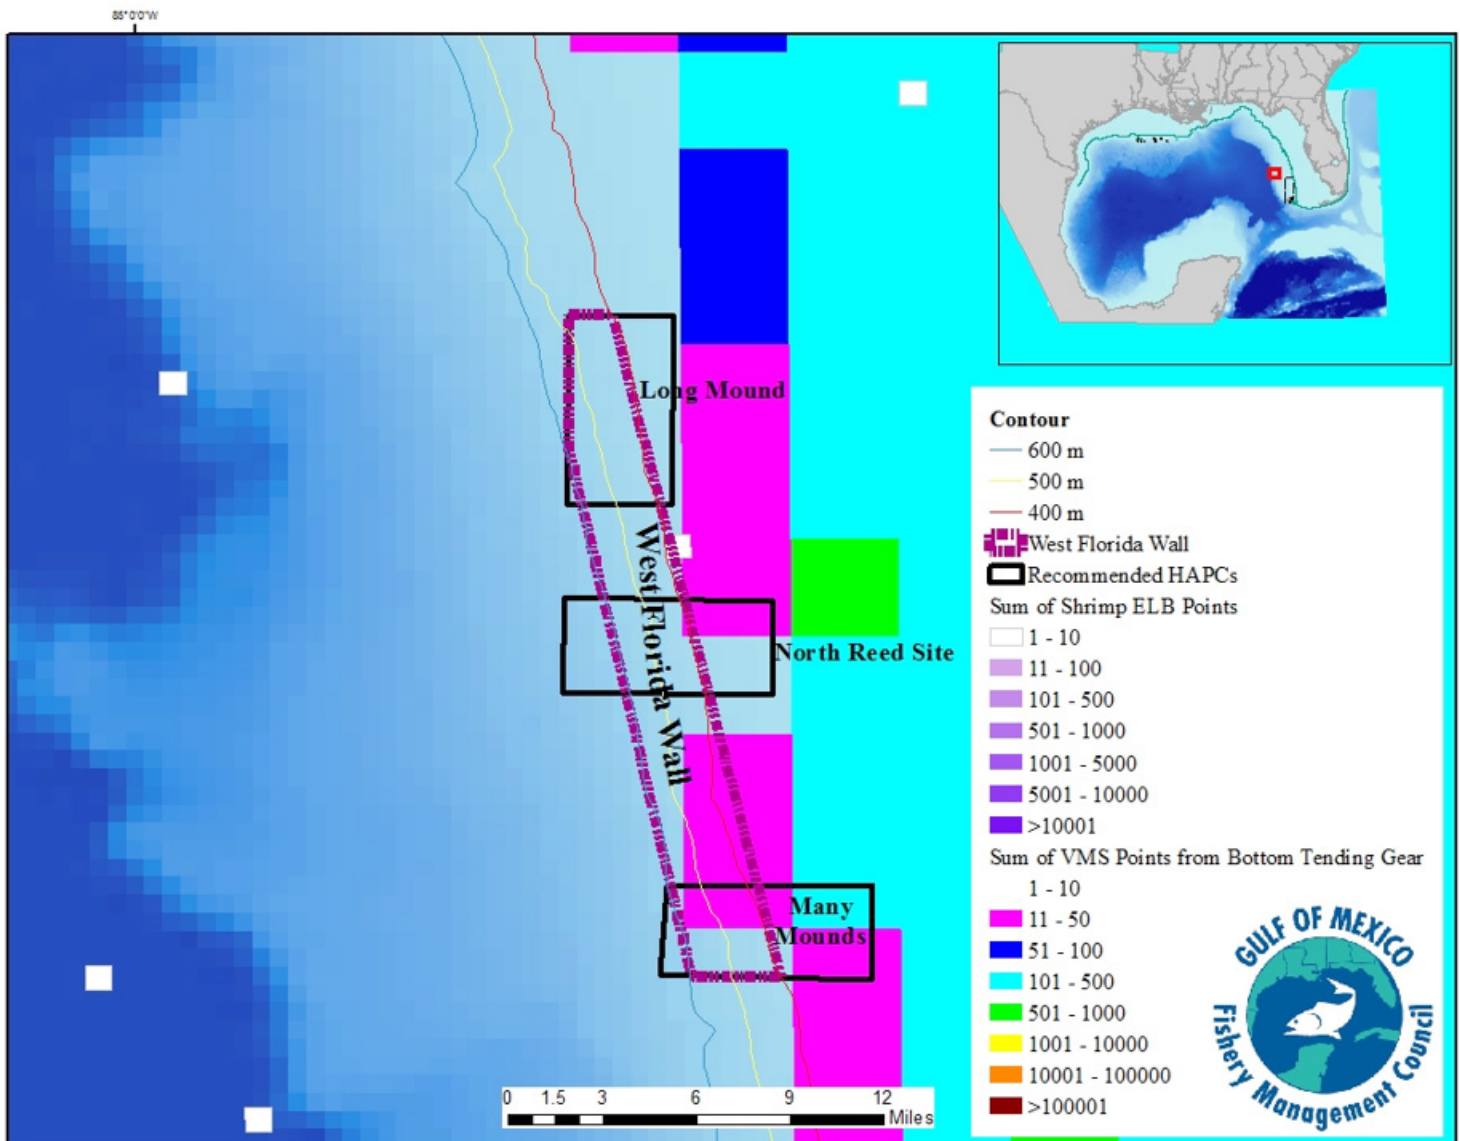 85°0'0"W
Long Mound
West Florida Wall
North Reed Site
Many
Mounds
Contour
600 m
500 m
400 m
West Florida Wall
Recommended HAPCs
Sum of Shrimp ELB Points
1 - 10
11 - 100
101 - 500
501 - 1000
1001 - 5000
5001 - 10000
>10001
Sum of VMS Points from Bottom Tending Gear
1 - 10
11 - 50
51 - 100
101 - 500
501 - 1000
1001 - 10000
10001 - 100000
>100001
GULF OF MEXICO
Fishery Management Council
0 1.5 3 6 9 12
Miles